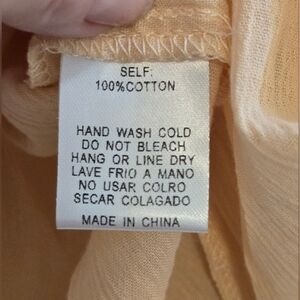 SELF:
100%COTTON
HAND WASH COLD
DO NOT BLEACH
HANG OR LINE DRY
LAVE FRIO A MANO
NO USAR COLRO
SECAR COLAGADO
MADE IN CHINA